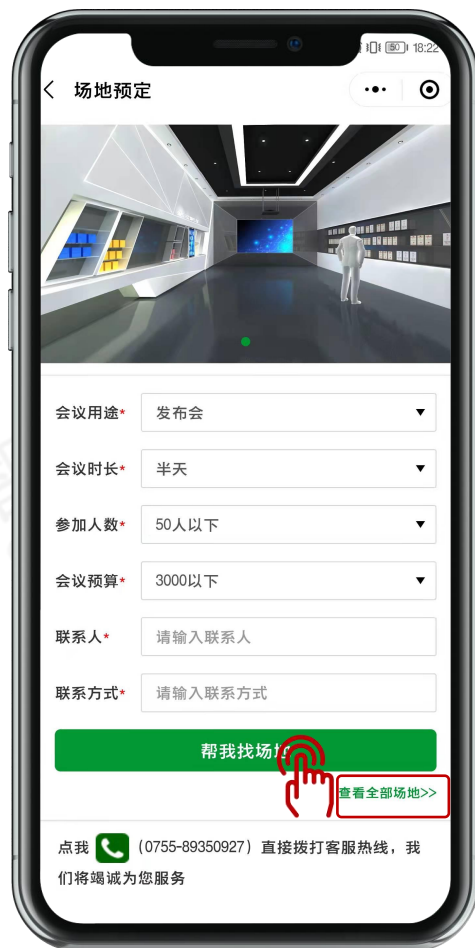 50 18:22
场地预定
会议用途* 发布会
会议时长* 半天
参加人数* 50人以下
会议预算* 3000以下
联系人* 请输入联系人
联系方式* 请输入联系方式
帮我找场地
查看全部场地>>
点我 (0755-89350927) 直接拨打客服热线，我
们将竭诚为您服务